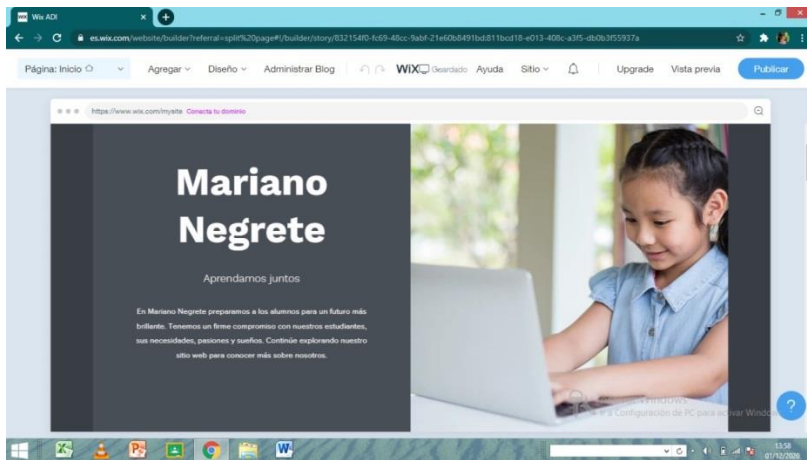 Wix ADI
es.wix.com/website/builder?referral=split%20page#!/builder/story/832154f0-fc69-48cc-9abf-21e60b8491bd:811bcd18-e013-408c-a3f5-db0b3f55937a
Página: Inicio
Agregar
Diseño
Administrar Blog
WiX
Guardado
Ayuda
Sitio
Upgrade
Vista previa
Publicar
https://www.wix.com/mysite Conecta tu dominio
Mariano
Negrete
Aprendamos juntos
En Mariano Negrete preparamos a los alumnos para un futuro más
brillante. Tenemos un firme compromiso con nuestros estudiantes,
sus necesidades, pasiones y sueños. Continúe explorando nuestro
sitio web para conocer más sobre nosotros.
Windows
Configuración de PC para activar Windows
?
13:58
01/12/2020